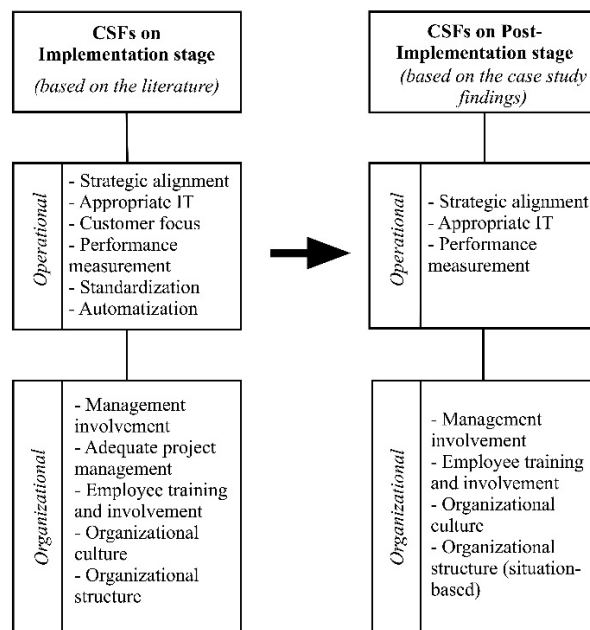 CSFs on
Implementation stage
(based on the literature)
Operational
- Strategic alignment
- Appropriate IT
- Customer focus
- Performance
measurement
- Standardization
- Automatization
Organizational
- Management
involvement
- Adequate project
management
- Employee training
and involvement
- Organizational
culture
- Organizational
structure
CSFs on Post-
Implementation stage
(based on the case study
findings)
Operational
- Strategic alignment
- Appropriate IT
- Performance
measurement
Organizational
- Management
involvement
- Employee training
and involvement
- Organizational
culture
- Organizational
structure (situation-
based)